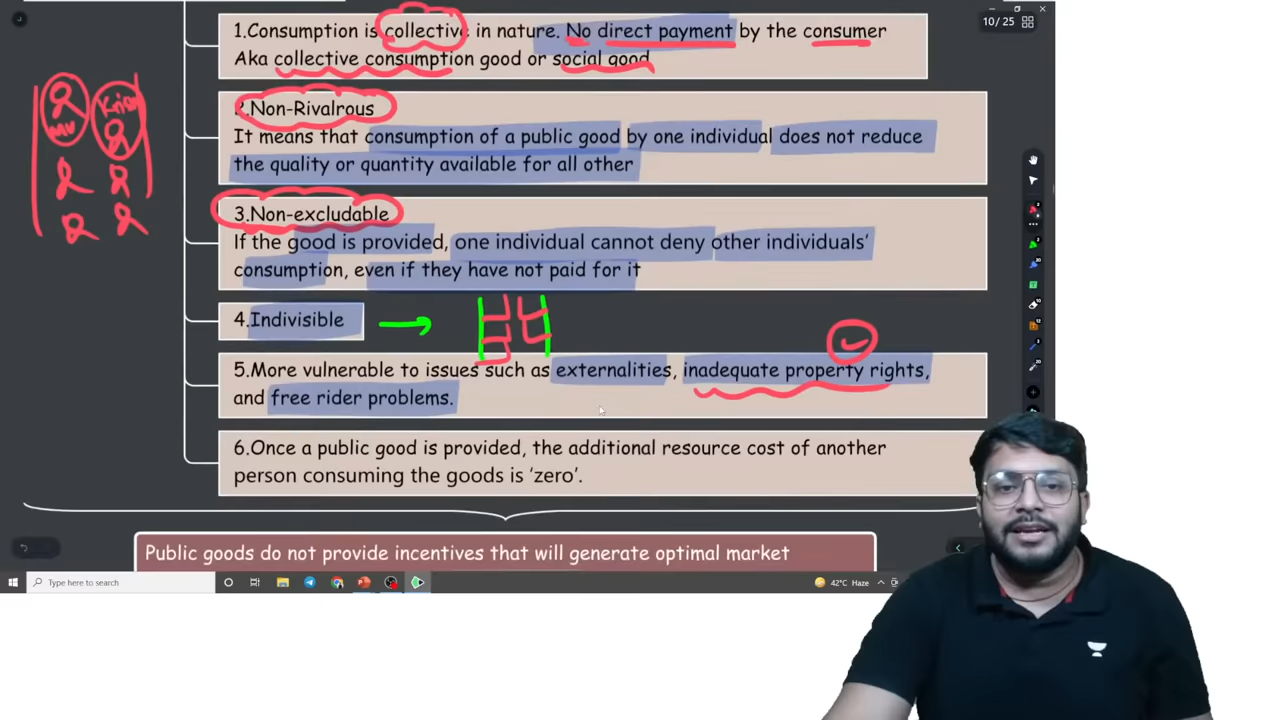 10 / 25
1.Consumption is collective in nature. No direct payment by the consumer
Aka collective consumption good or social good
2.Non-Rivalrous
It means that consumption of a public good by one individual does not reduce
the quality or quantity available for all other
3.Non-excludable
If the good is provided, one individual cannot deny other individuals’
consumption, even if they have not paid for it
4.Indivisible
5.More vulnerable to issues such as externalities, inadequate property rights,
and free rider problems.
6.Once a public good is provided, the additional resource cost of another
person consuming the goods is ‘zero’.
Public goods do not provide incentives that will generate optimal market
Type here to search
42°C Haze